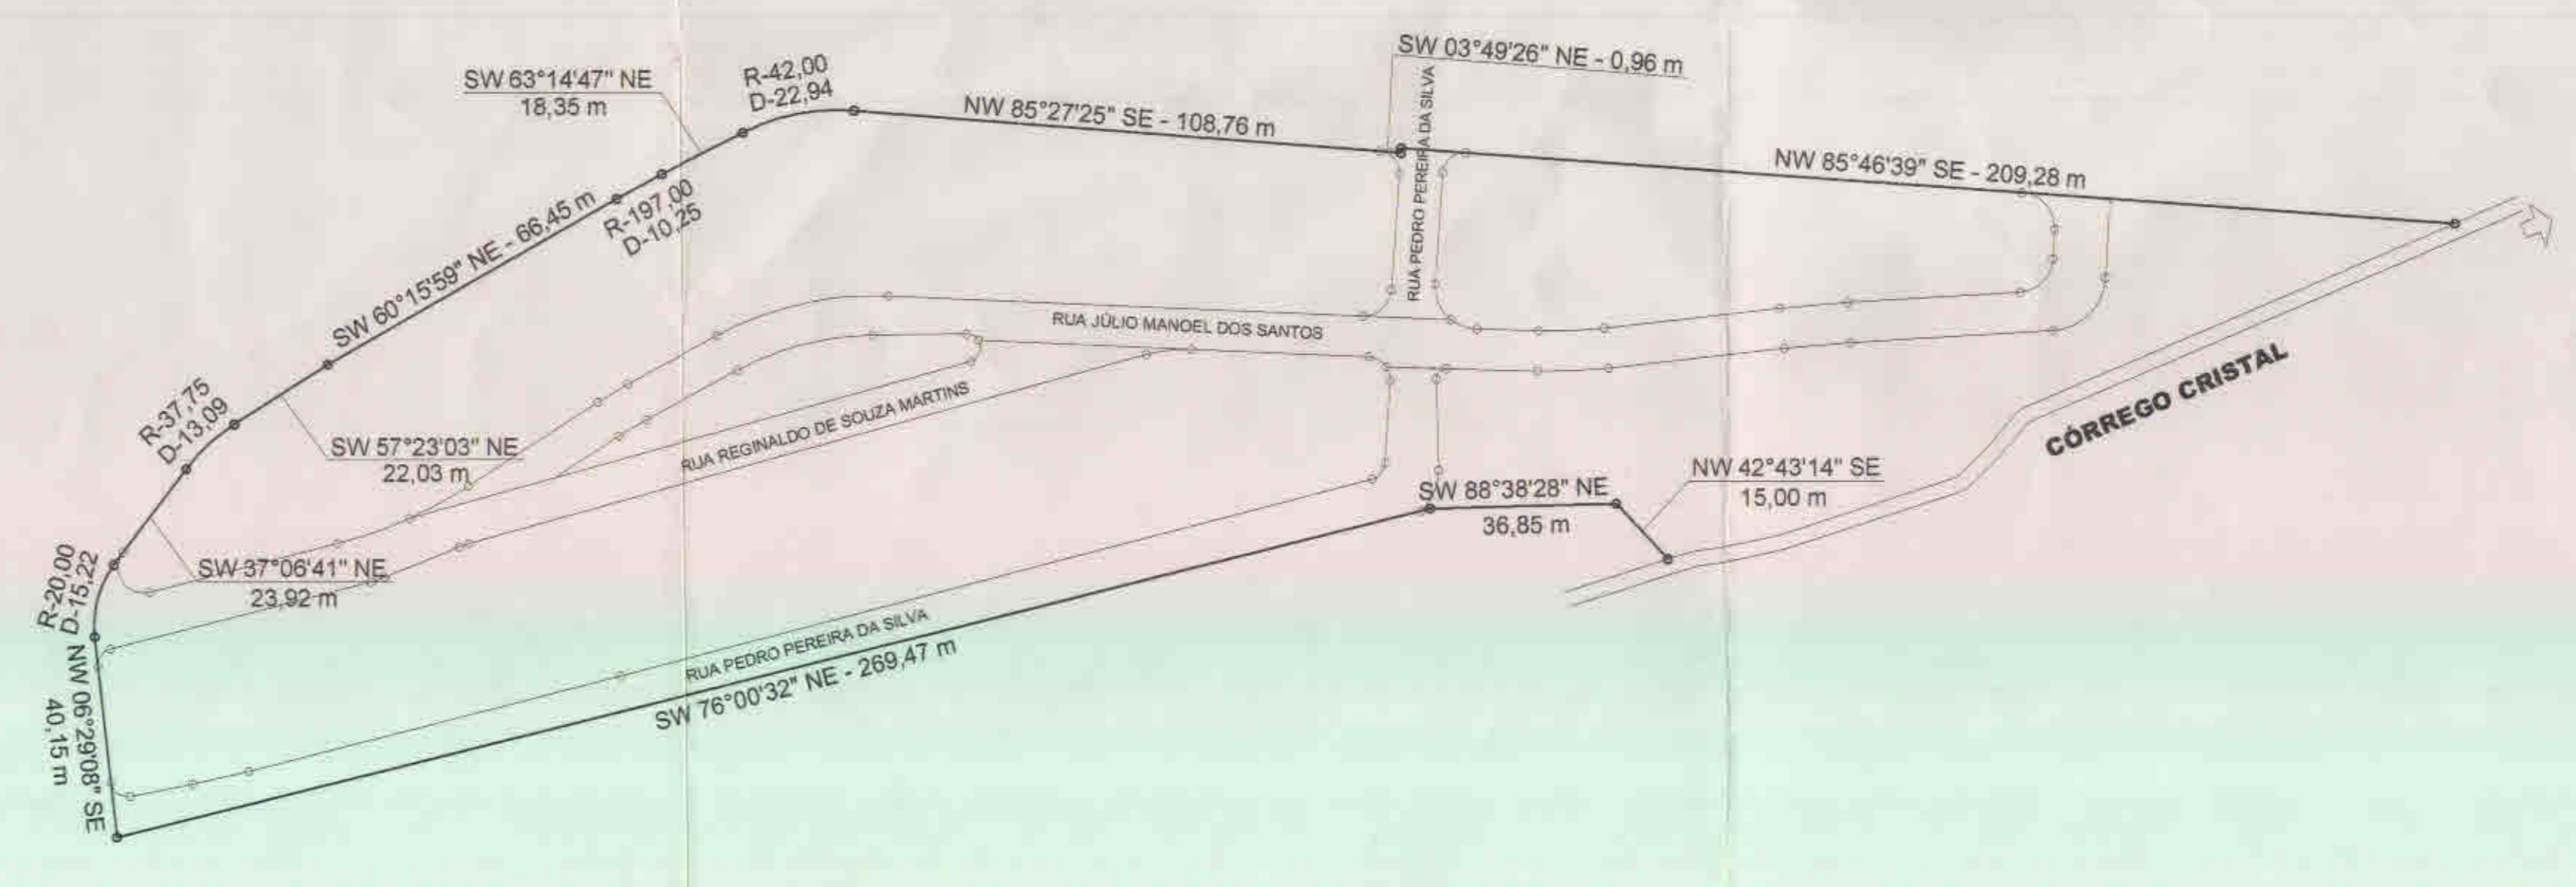 SW 03°49'26" NE - 0,96 m
SW 63°14'47" NE
18,35 m
R-42,00
D-22,94
NW 85°27'25" SE - 108,76 m
RUA PEDRO PEREIRA DA SILVA
NW 85°46'39" SE - 209,28 m
R-197,00
D-10,25
SW 60°15'59" NE - 66,45 m
RUA JÚLIO MANOEL DOS SANTOS
CÓRREGO CRISTAL
R-37,75
D-13,09
SW 57°23'03" NE
22,03 m
RUA REGINALDO DE SOUZA MARTINS
NW 42°43'14" SE
15,00 m
SW 88°38'28" NE
36,85 m
R-20,00
D-15,22
SW 37°06'41" NE
23,92 m
RUA PEDRO PEREIRA DA SILVA
SW 76°00'32" NE - 269,47 m
NW 06°29'08" SE
40,15 m